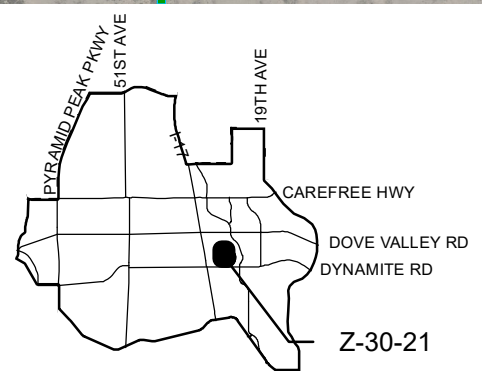 PYRAMID PEAK PKWY
51ST AVE
I-17
19TH AVE
CAREFREE HWY
DOVE VALLEY RD
DYNAMITE RD
Z-30-21